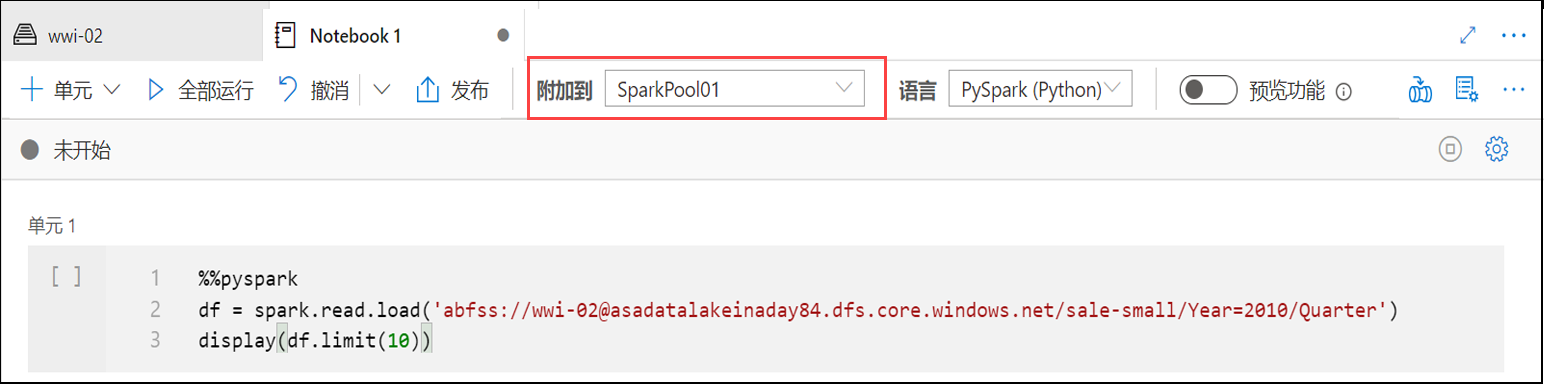 wwi-02 Notebook 1
单元 全部运行 撤消 发布 附加到 SparkPool01 语言 PySpark (Python) 预览功能
未开始
单元 1
[ ] 1 %%pyspark
2 df = spark.read.load('abfss://wwi-02@asadatalakeinaday84.dfs.core.windows.net/sale-small/Year=2010/Quarter')
3 display(df.limit(10))